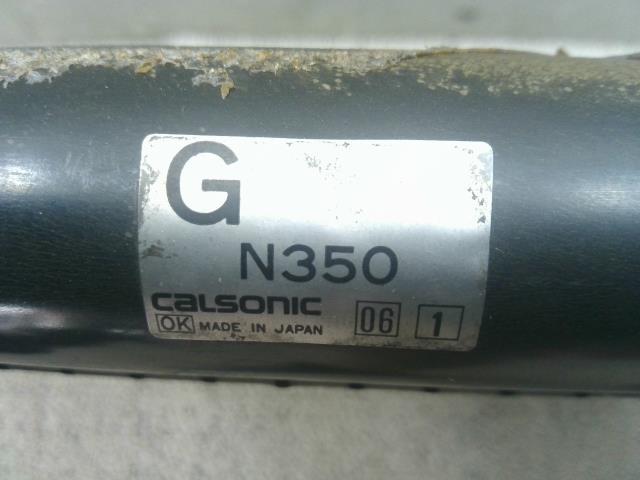 G
N350
calsonic 06 1
OK MADE IN JAPAN